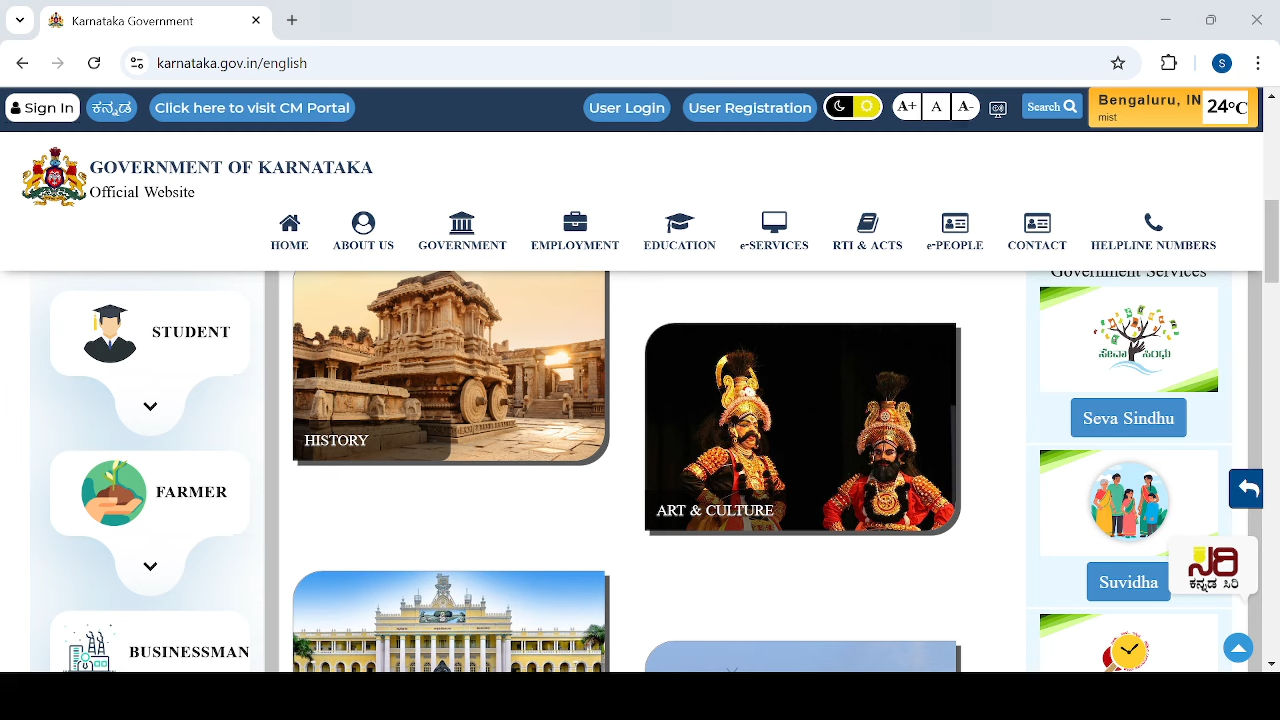 Karnataka Government
karnataka.gov.in/english
S
Sign In ಕನ್ನಡ Click here to visit CM Portal User Login User Registration A+ A A- Search Bengaluru, IN 24°C
mist
GOVERNMENT OF KARNATAKA
Official Website
HOME ABOUT US GOVERNMENT EMPLOYMENT EDUCATION e-SERVICES RTI & ACTS e-PEOPLE CONTACT HELPLINE NUMBERS
Government Services
STUDENT
HISTORY
ಸೇವಾ ಸಿಂಧು
Seva Sindhu
FARMER
ART & CULTURE
Suvidha
ಸಿರಿ
ಕನ್ನಡ ಸಿರಿ
BUSINESSMAN